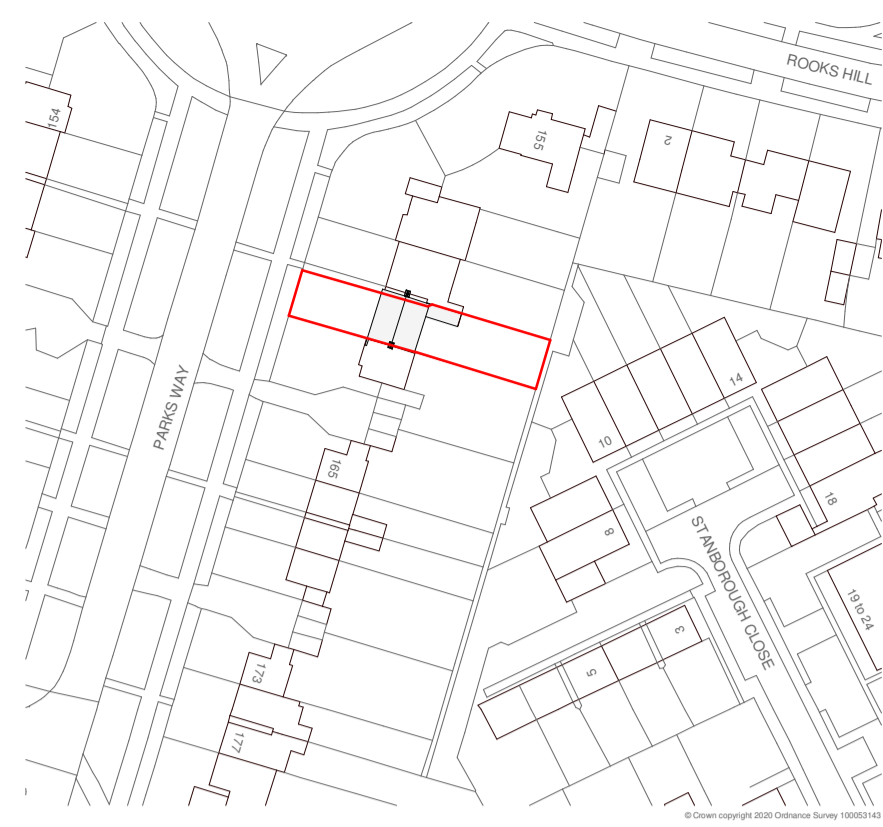 ROOKS HILL
154
155
2
PARKS WAY
14
10
165
18
8
STANBOROUGH CLOSE
19 to 24
3
5
173
177
© Crown copyright 2020 Ordnance Survey 100053143